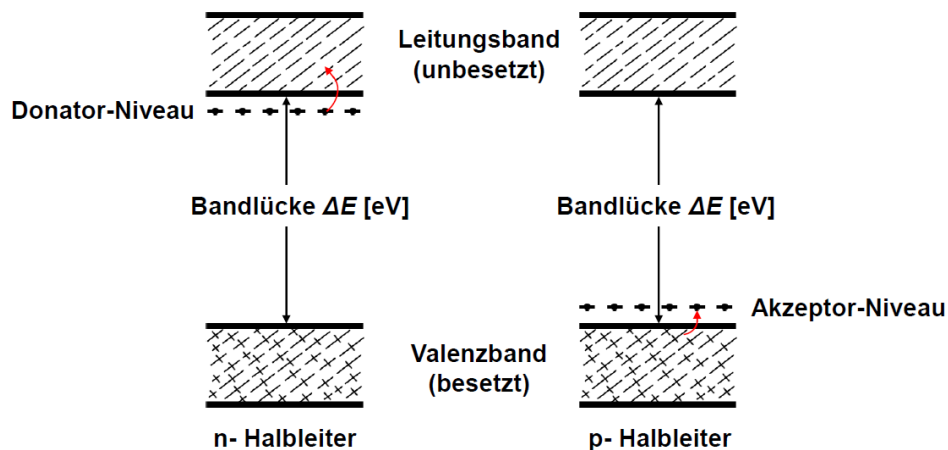 Leitungsband
(unbesetzt)
Donator-Niveau
Bandlücke ΔE [eV]
Bandlücke ΔE [eV]
Akzeptor-Niveau
Valenzband
(besetzt)
n- Halbleiter
p- Halbleiter